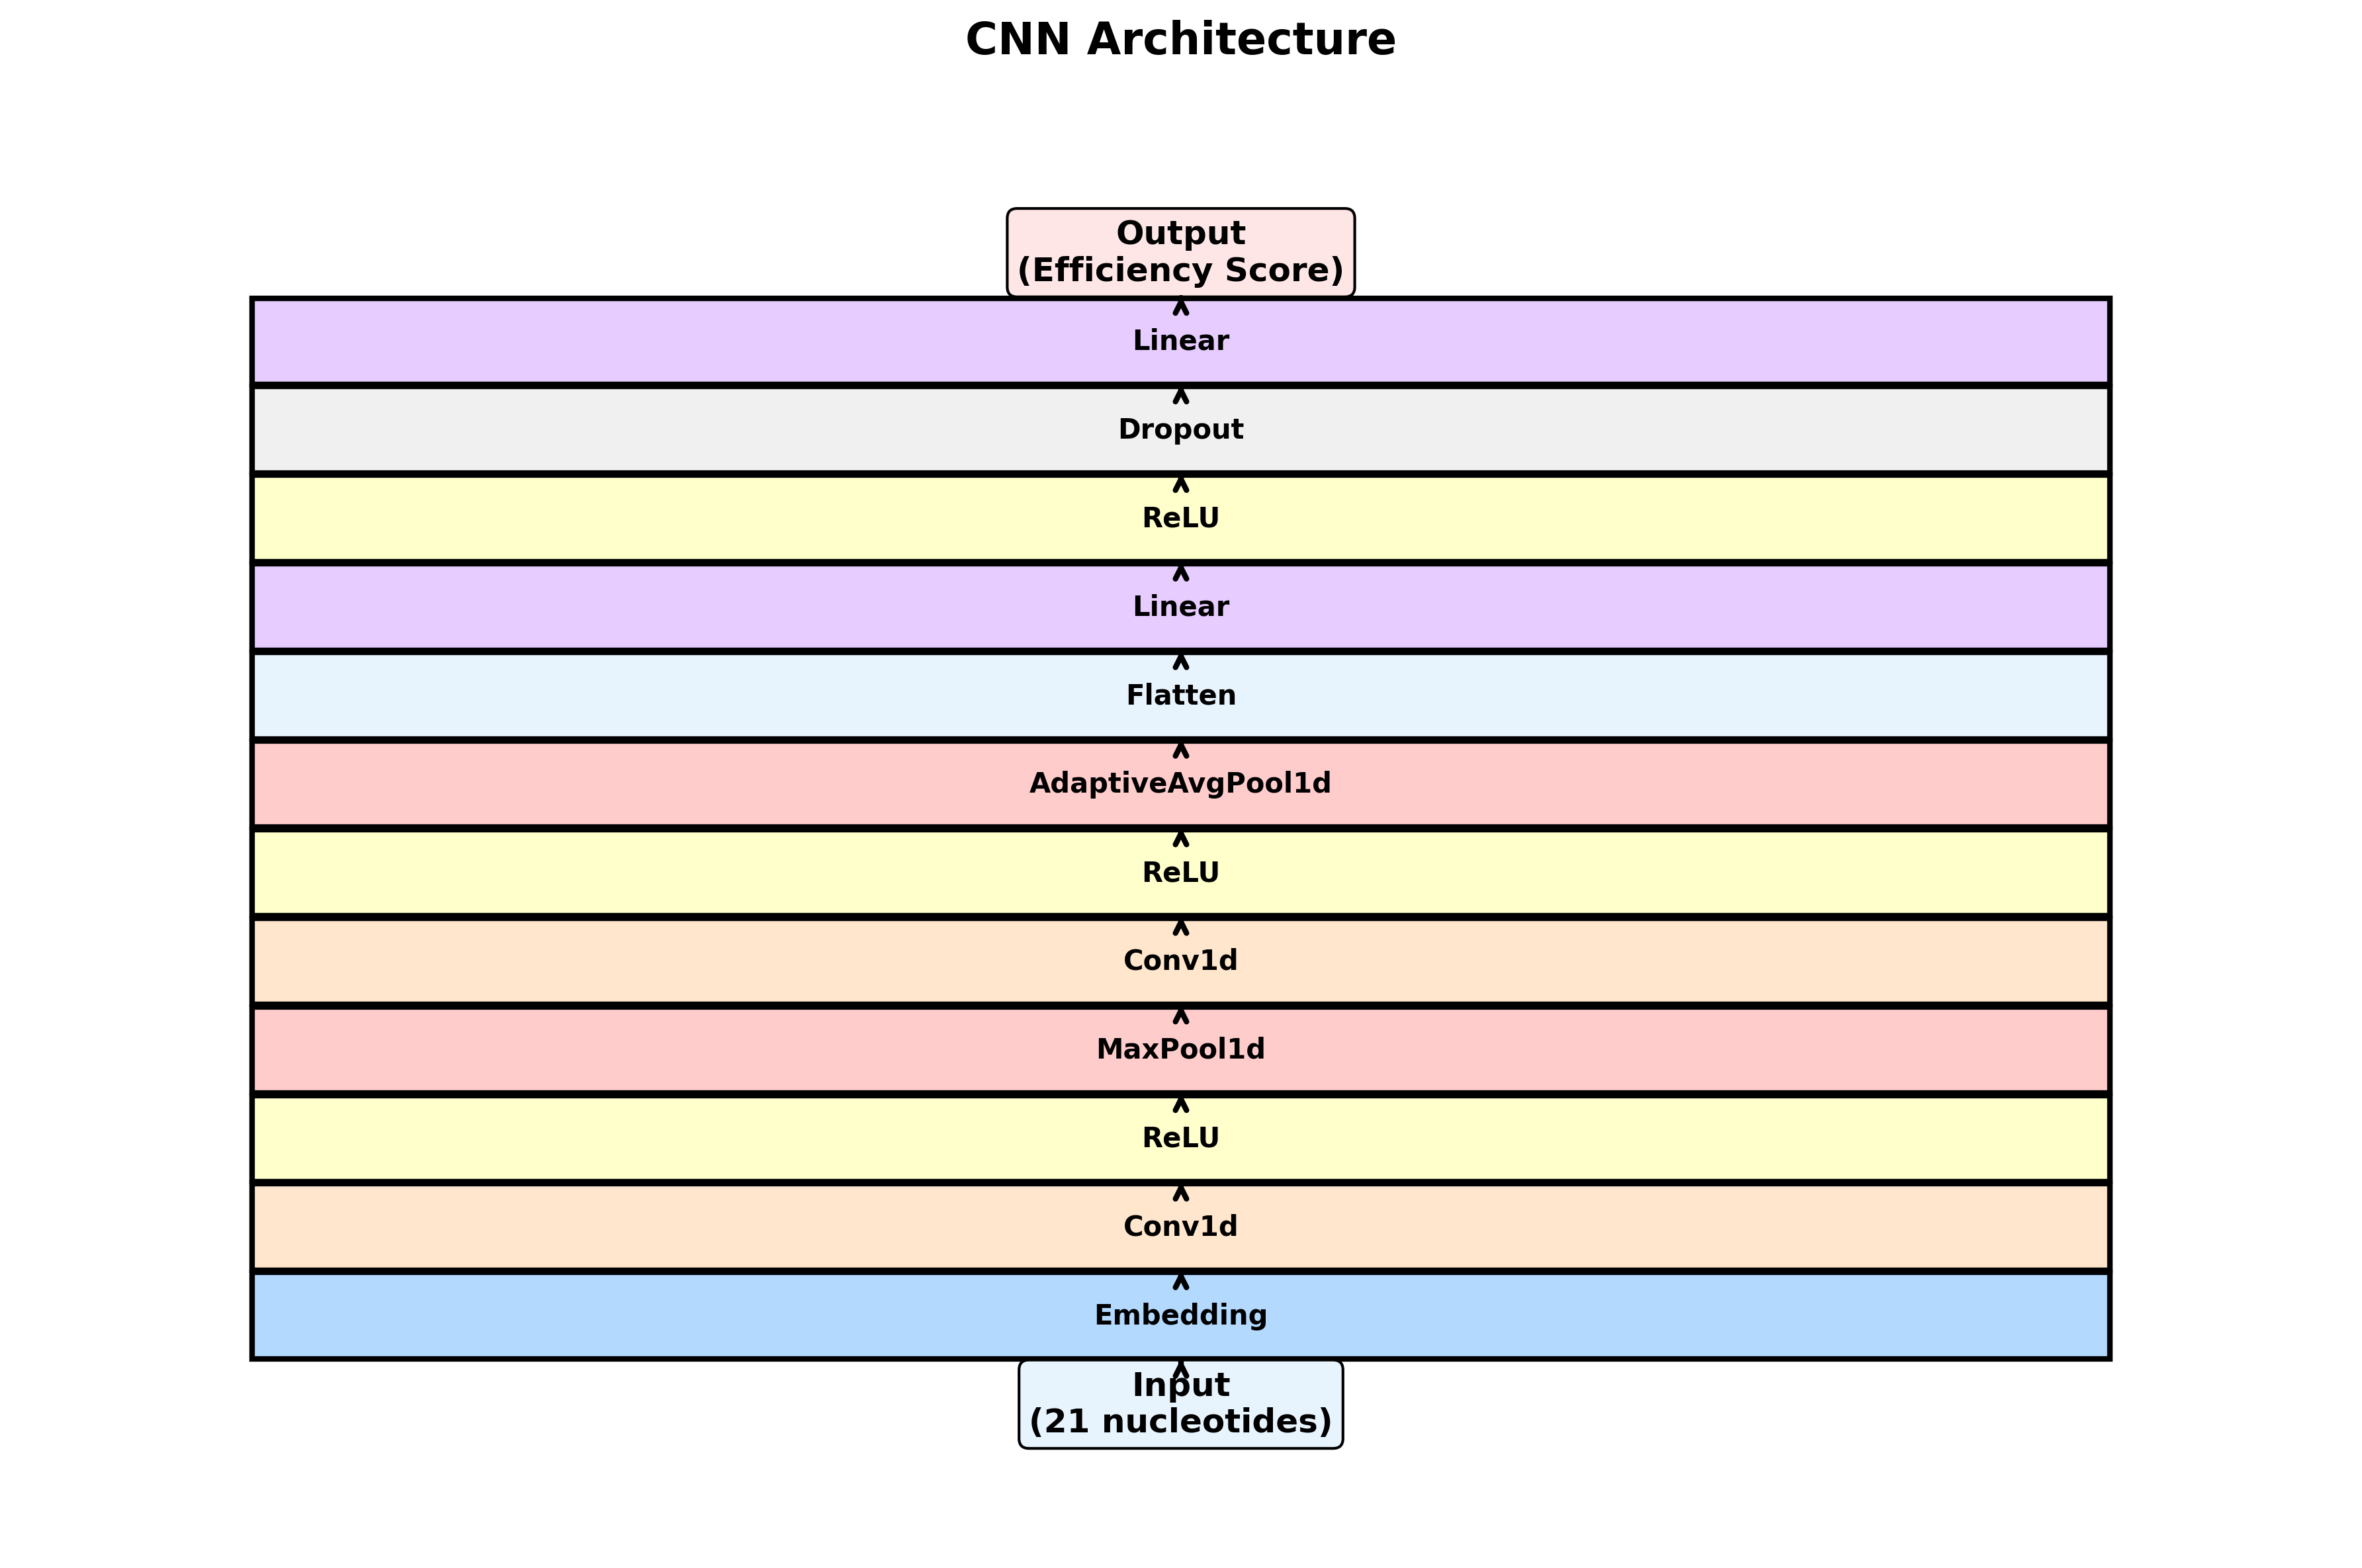 CNN Architecture
Output
(Efficiency Score)
Linear
Dropout
ReLU
Linear
Flatten
AdaptiveAvgPool1d
ReLU
Conv1d
MaxPool1d
ReLU
Conv1d
Embedding
Input
(21 nucleotides)